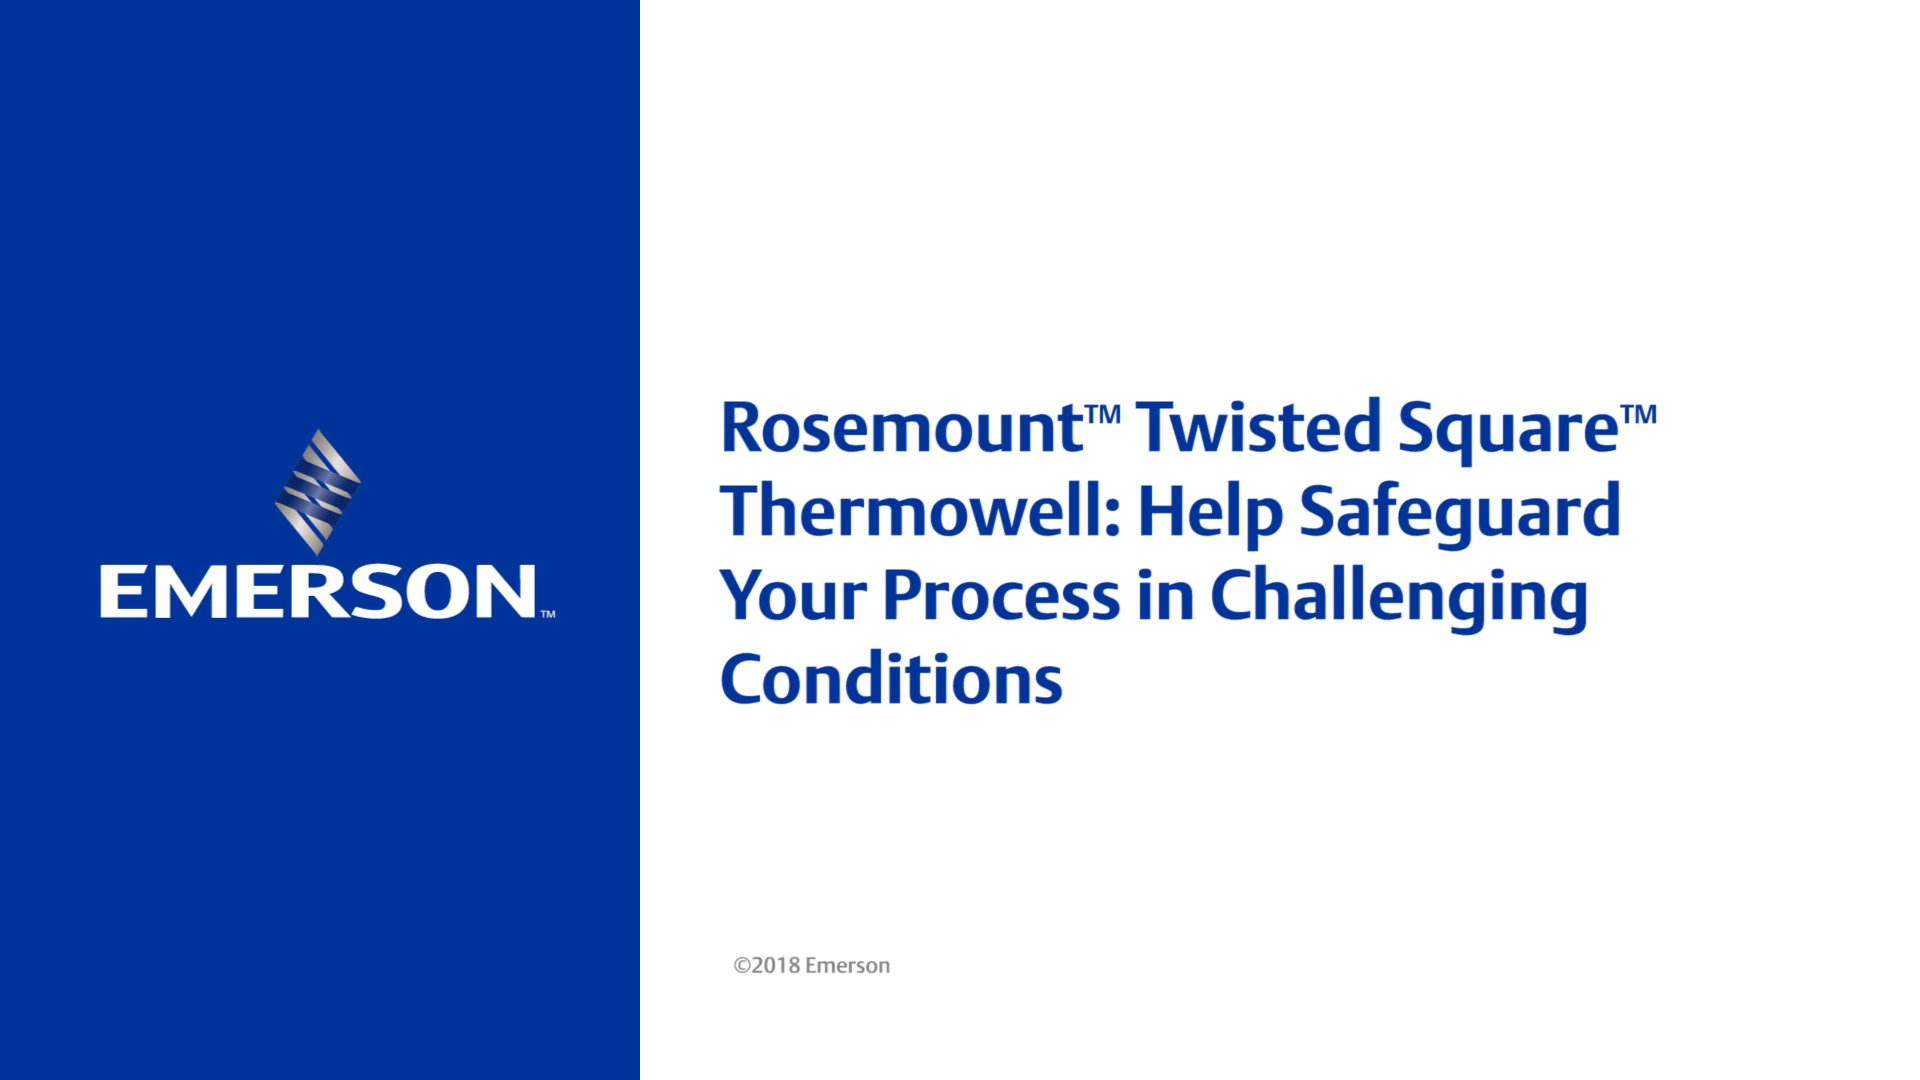 EMERSON™
Rosemount™ Twisted Square™
Thermowell: Help Safeguard
Your Process in Challenging
Conditions
©2018 Emerson